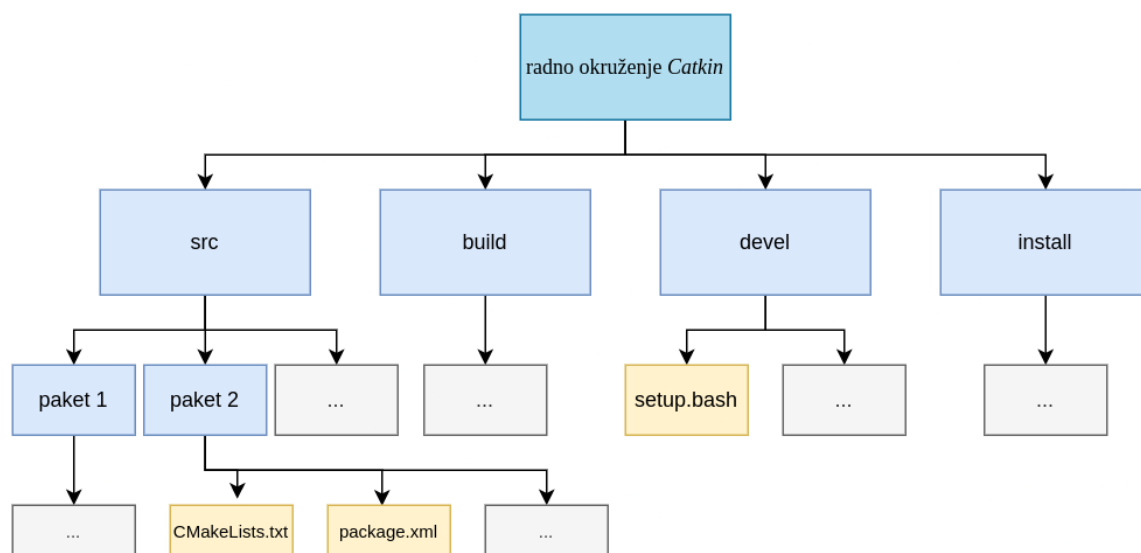 radno okruženje Catkin
src
build
devel
install
paket 1
paket 2
...
...
setup.bash
...
...
...
CMakeLists.txt
package.xml
...